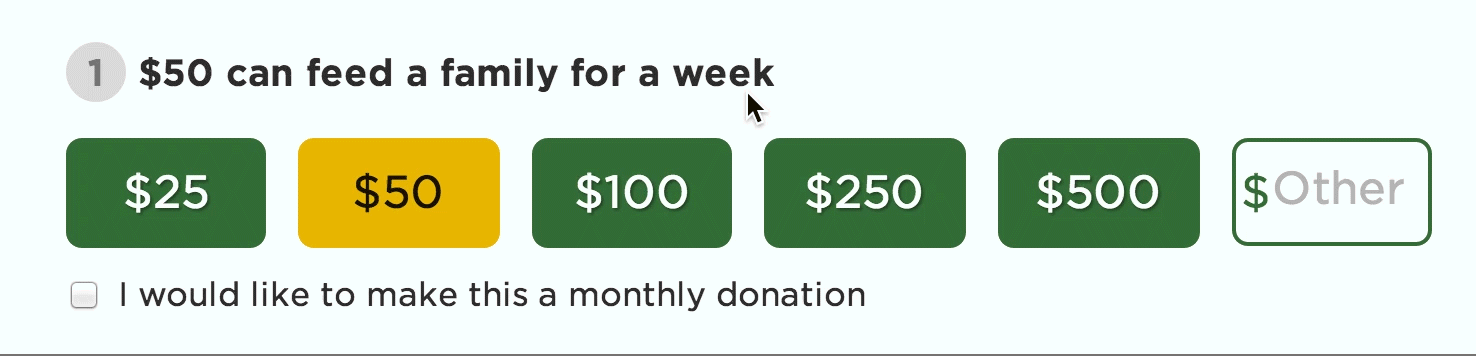 1 $50 can feed a family for a week
$25 $50 $100 $250 $500 $Other
I would like to make this a monthly donation